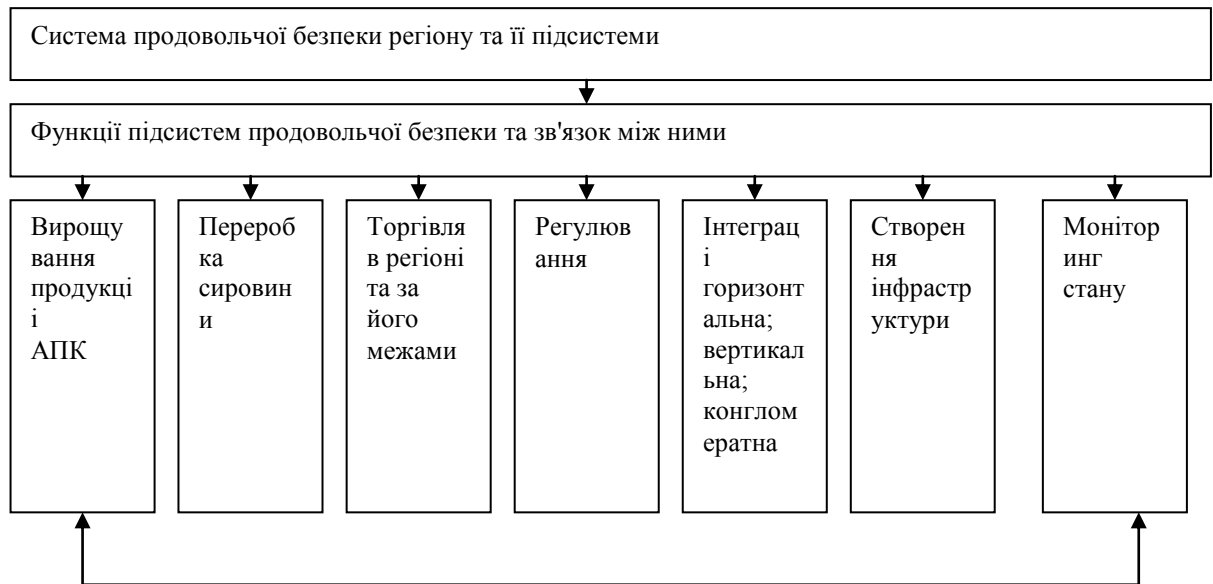 Система продовольчої безпеки регіону та її підсистеми
Функції підсистем продовольчої безпеки та зв'язок між ними
Вирощу
вання
продукці
ї
АПК
Перероб
ка
сировин
и
Торгівля
в регіоні
та за
його
межами
Регулюв
ання
Інтеграц
і
горизонт
альна;
вертикал
ьна;
конглом
ератна
Створен
ня
інфрастр
уктури
Монітор
инг
стану